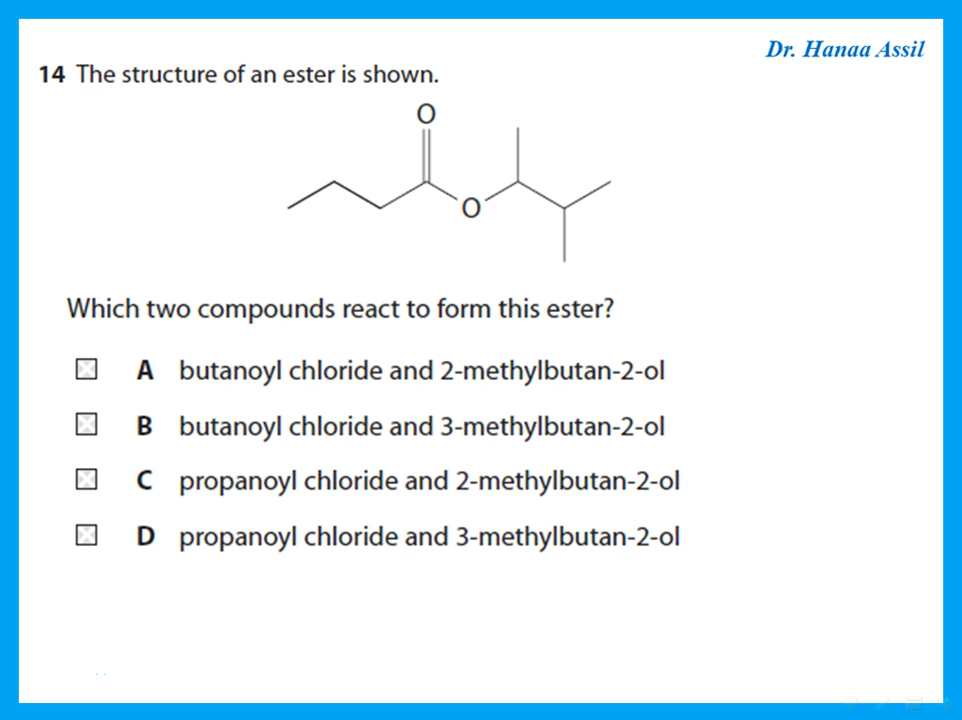 Dr. Hanaa Assil
14 The structure of an ester is shown.
O
O
Which two compounds react to form this ester?
A butanoyl chloride and 2-methylbutan-2-ol
B butanoyl chloride and 3-methylbutan-2-ol
C propanoyl chloride and 2-methylbutan-2-ol
D propanoyl chloride and 3-methylbutan-2-ol